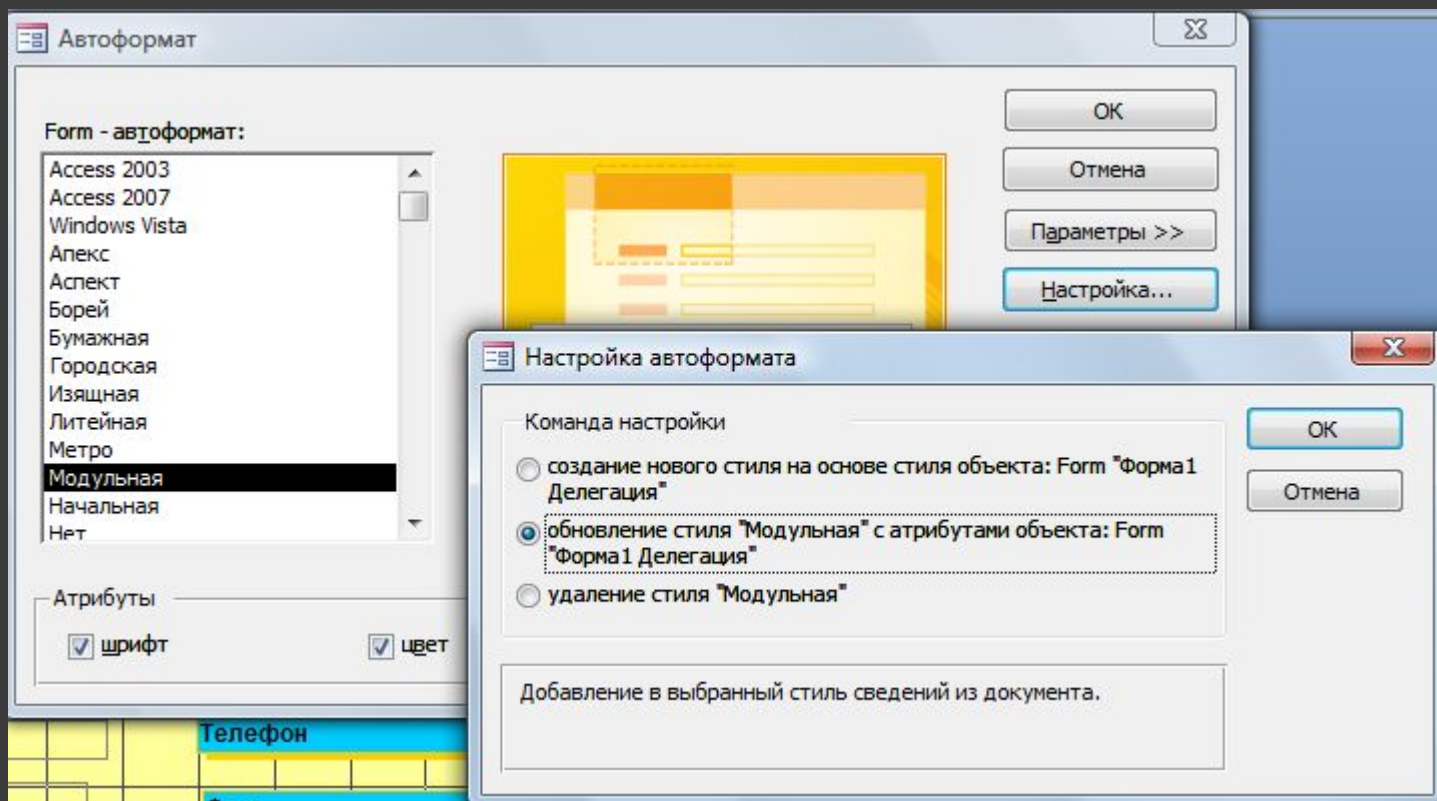 Автоформат
Form - автоформат:
Access 2003
Access 2007
Windows Vista
Апекс
Аспект
Борей
Бумажная
Городская
Изящная
Литейная
Метро
Модульная
Начальная
Нет
Атрибуты
шрифт
цвет
ОК
Отмена
Параметры >>
Настройка...
Настройка автоформата
Команда настройки
создание нового стиля на основе стиля объекта: Form "Форма1
Делегация"
обновление стиля "Модульная" с атрибутами объекта: Form
"Форма1 Делегация"
удаление стиля "Модульная"
ОК
Отмена
Добавление в выбранный стиль сведений из документа.
Телефон